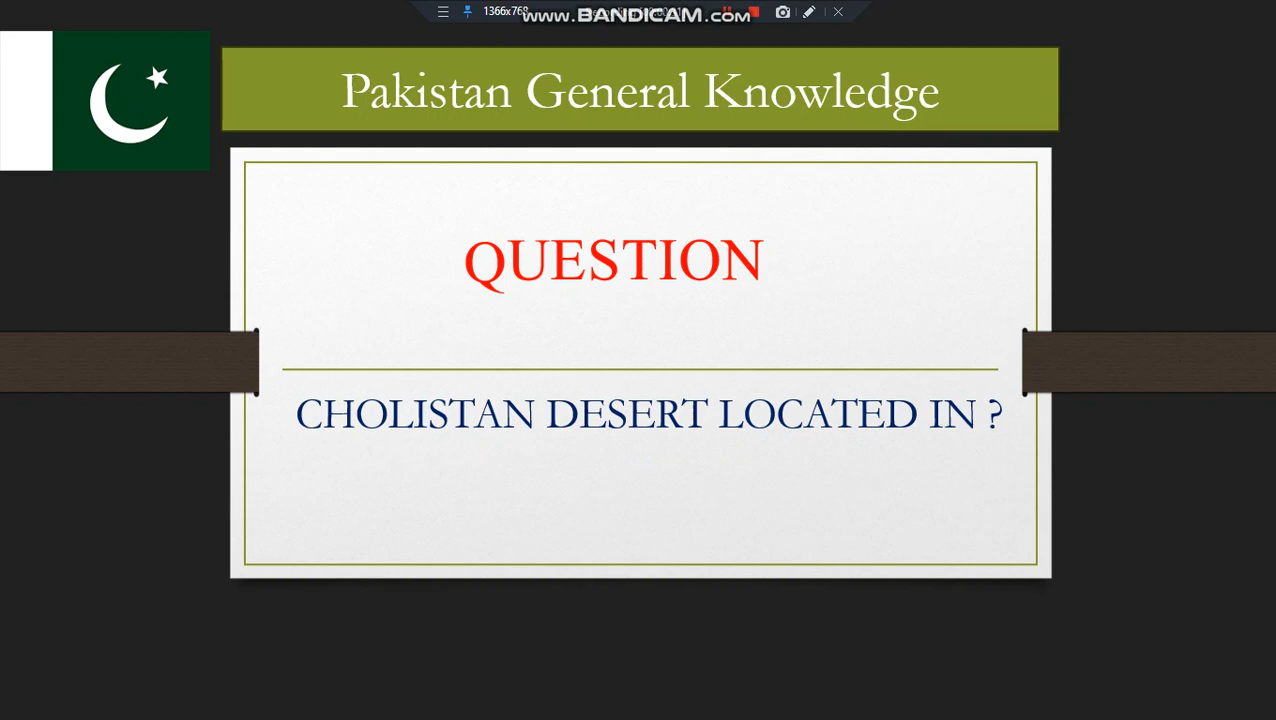 1366x768
www.BANDICAM.com
Pakistan General Knowledge
QUESTION
CHOLISTAN DESERT LOCATED IN ?